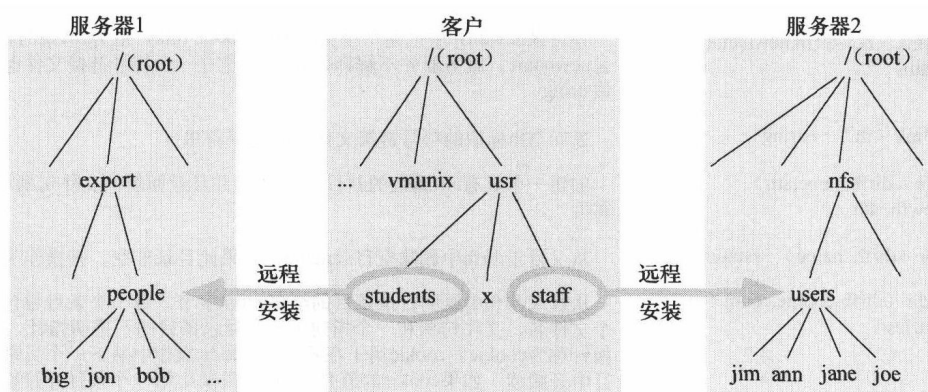 服务器1 客户 服务器2
/(root) /(root) /(root)
export ... vmunix usr nfs
people 远程 students x staff 远程 users
安装 安装
big jon bob ... jim ann jane joe